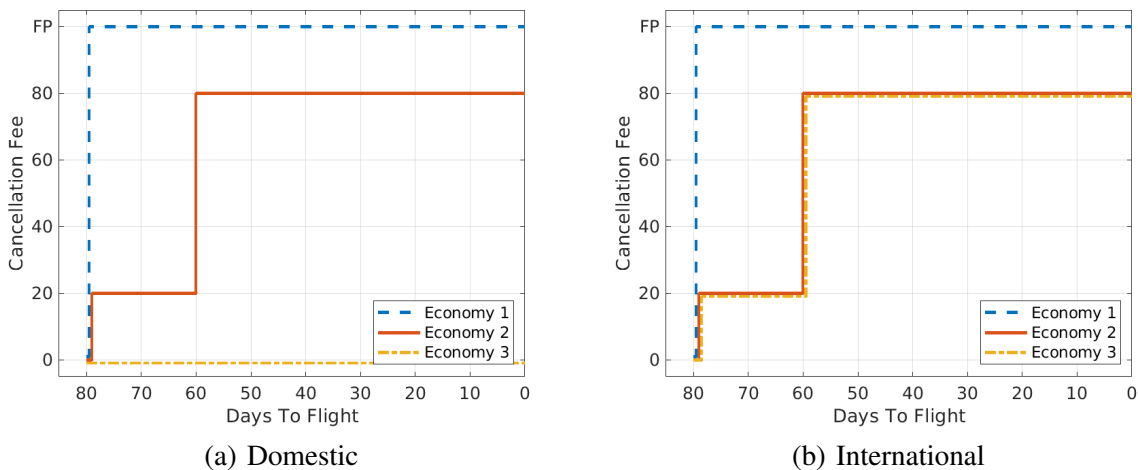 FP
80
60
40
20
0
Cancellation Fee
Economy 1
Economy 2
Economy 3
80 70 60 50 40 30 20 10 0
Days To Flight
(a) Domestic
FP
80
60
40
20
0
Cancellation Fee
Economy 1
Economy 2
Economy 3
80 70 60 50 40 30 20 10 0
Days To Flight
(b) International